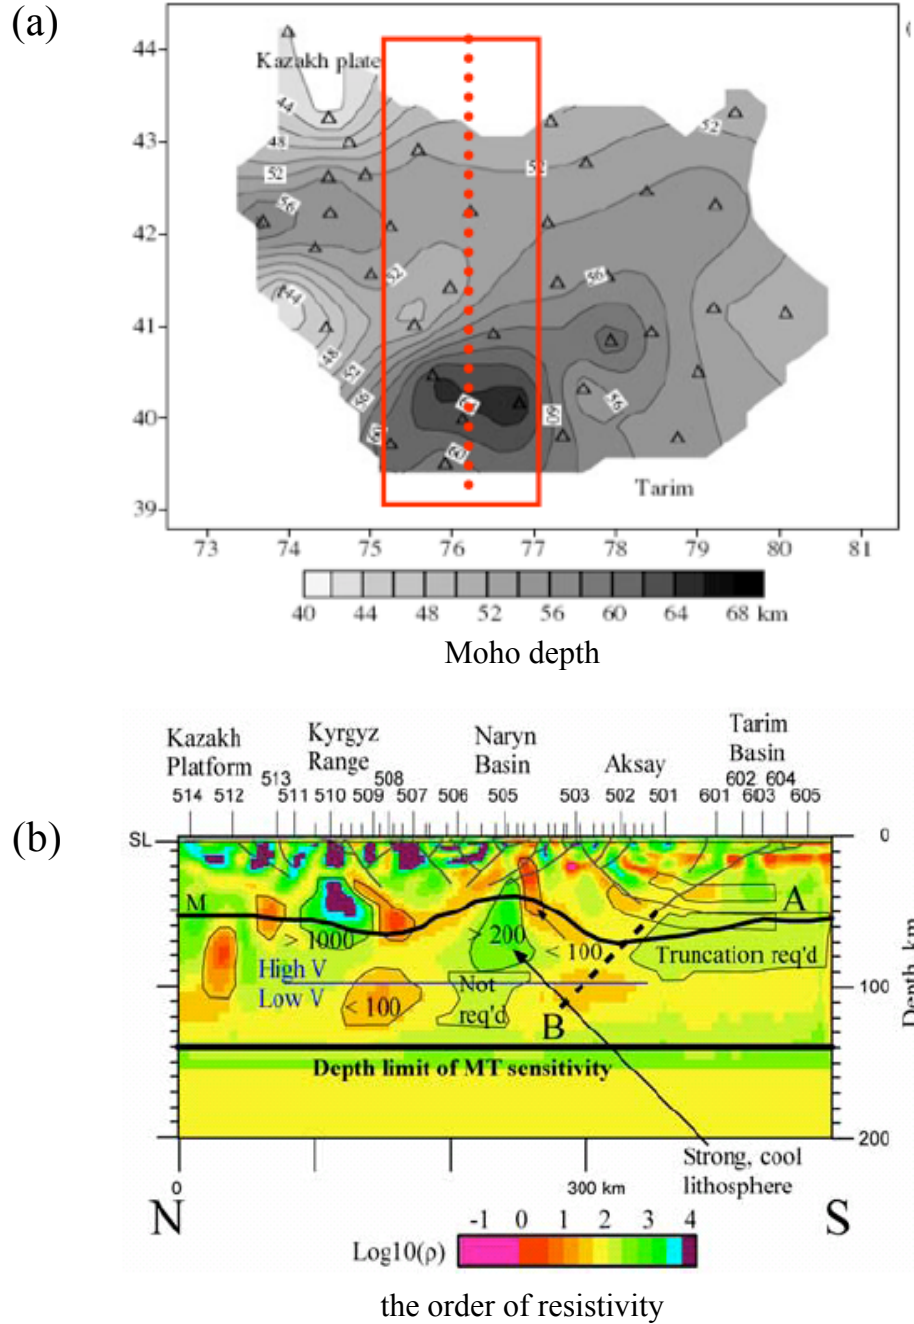 (a)
44
43
42
41
40
39
Kazakh plate
44
48
52
56
52
52
52
44
48
52
56
60
56
56
60
60
Tarim
73 74 75 76 77 78 79 80 81
40 44 48 52 56 60 64 68 km
Moho depth
(b)
Kazakh Platform
Kyrgyz Range
Naryn Basin
Aksay
Tarim Basin
513 508 602 604
514 512 511 510 509 507 506 505 503 502 501 601 603 605
SL
0
M
A
> 1000
> 200
< 100
Truncation req'd
High V
Low V
< 100
Not req'd
B
100
Depth km
Depth limit of MT sensitivity
200
Strong, cool lithosphere
0
300 km
N
S
-1 0 1 2 3 4
Log10(ρ)
the order of resistivity